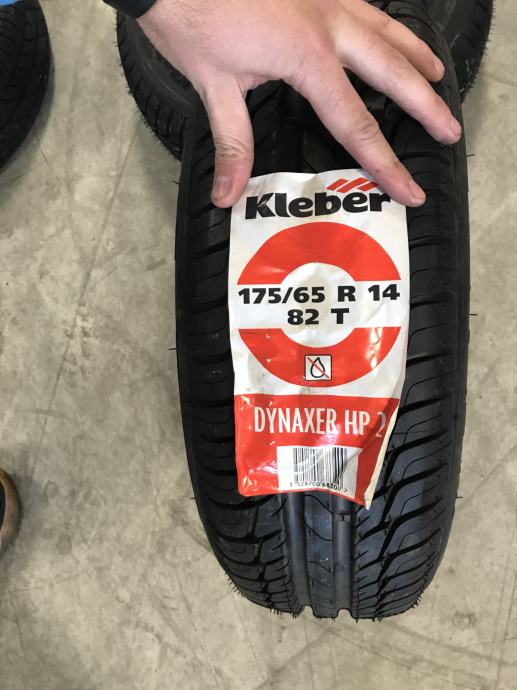 Kleber
175/65 R 14
82 T
DYNAXER HP 2